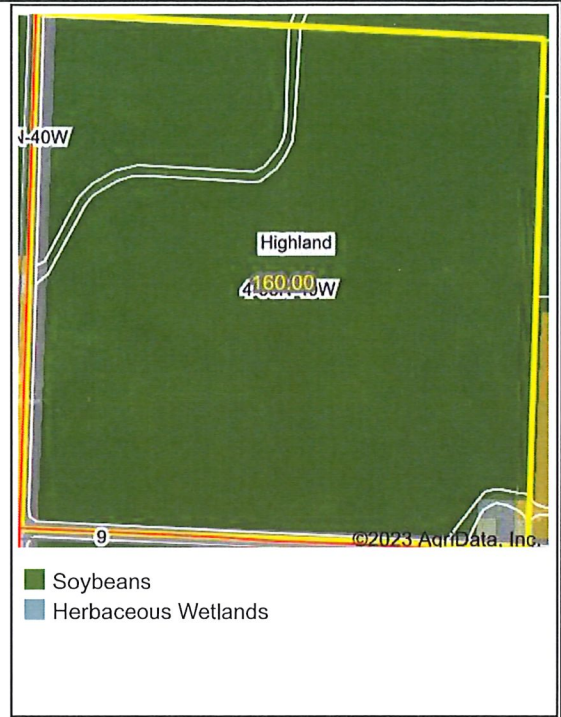 N-40W
Highland
160.00
9
©2023 AgriData, Inc.
Soybeans
Herbaceous Wetlands